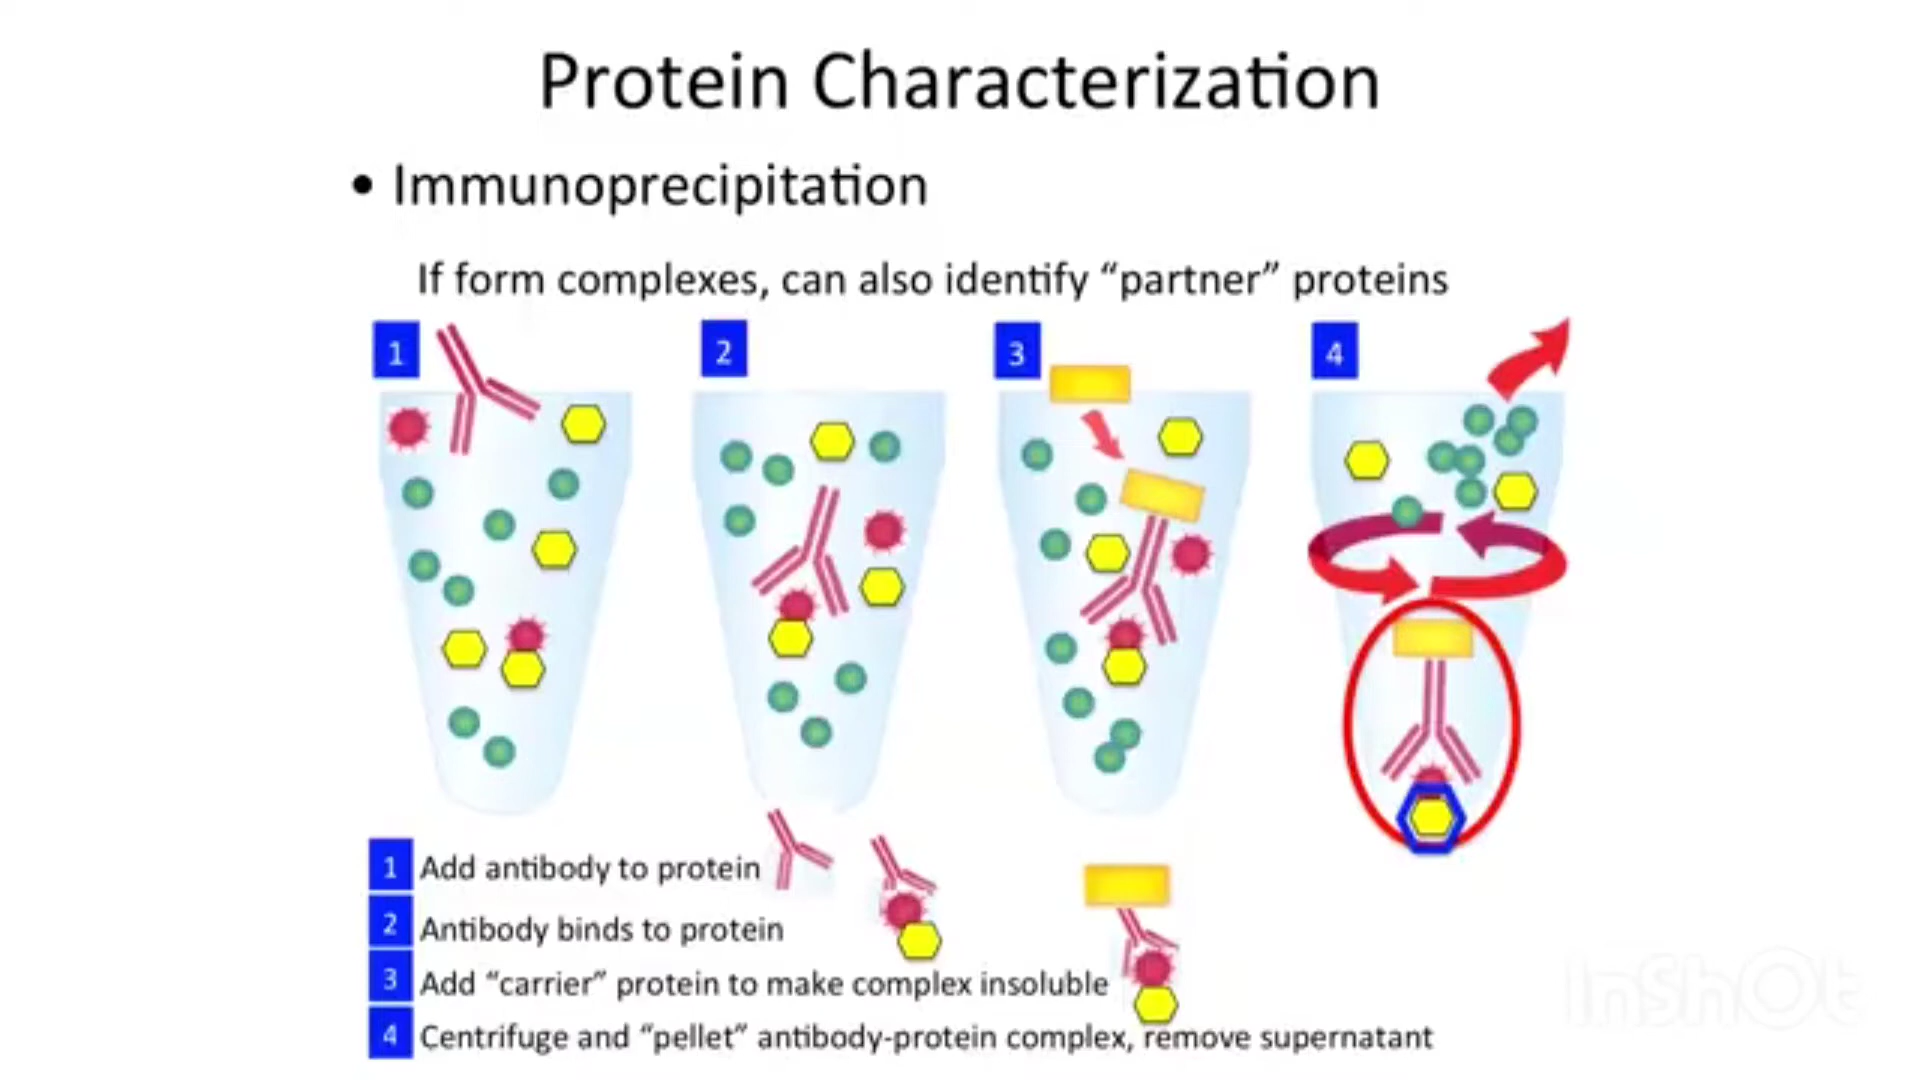 Protein Characterization
• Immunoprecipitation
If form complexes, can also identify “partner” proteins
1 2 3 4
1 Add antibody to protein
2 Antibody binds to protein
3 Add “carrier” protein to make complex insoluble
4 Centrifuge and “pellet” antibody-protein complex, remove supernatant
InShOt